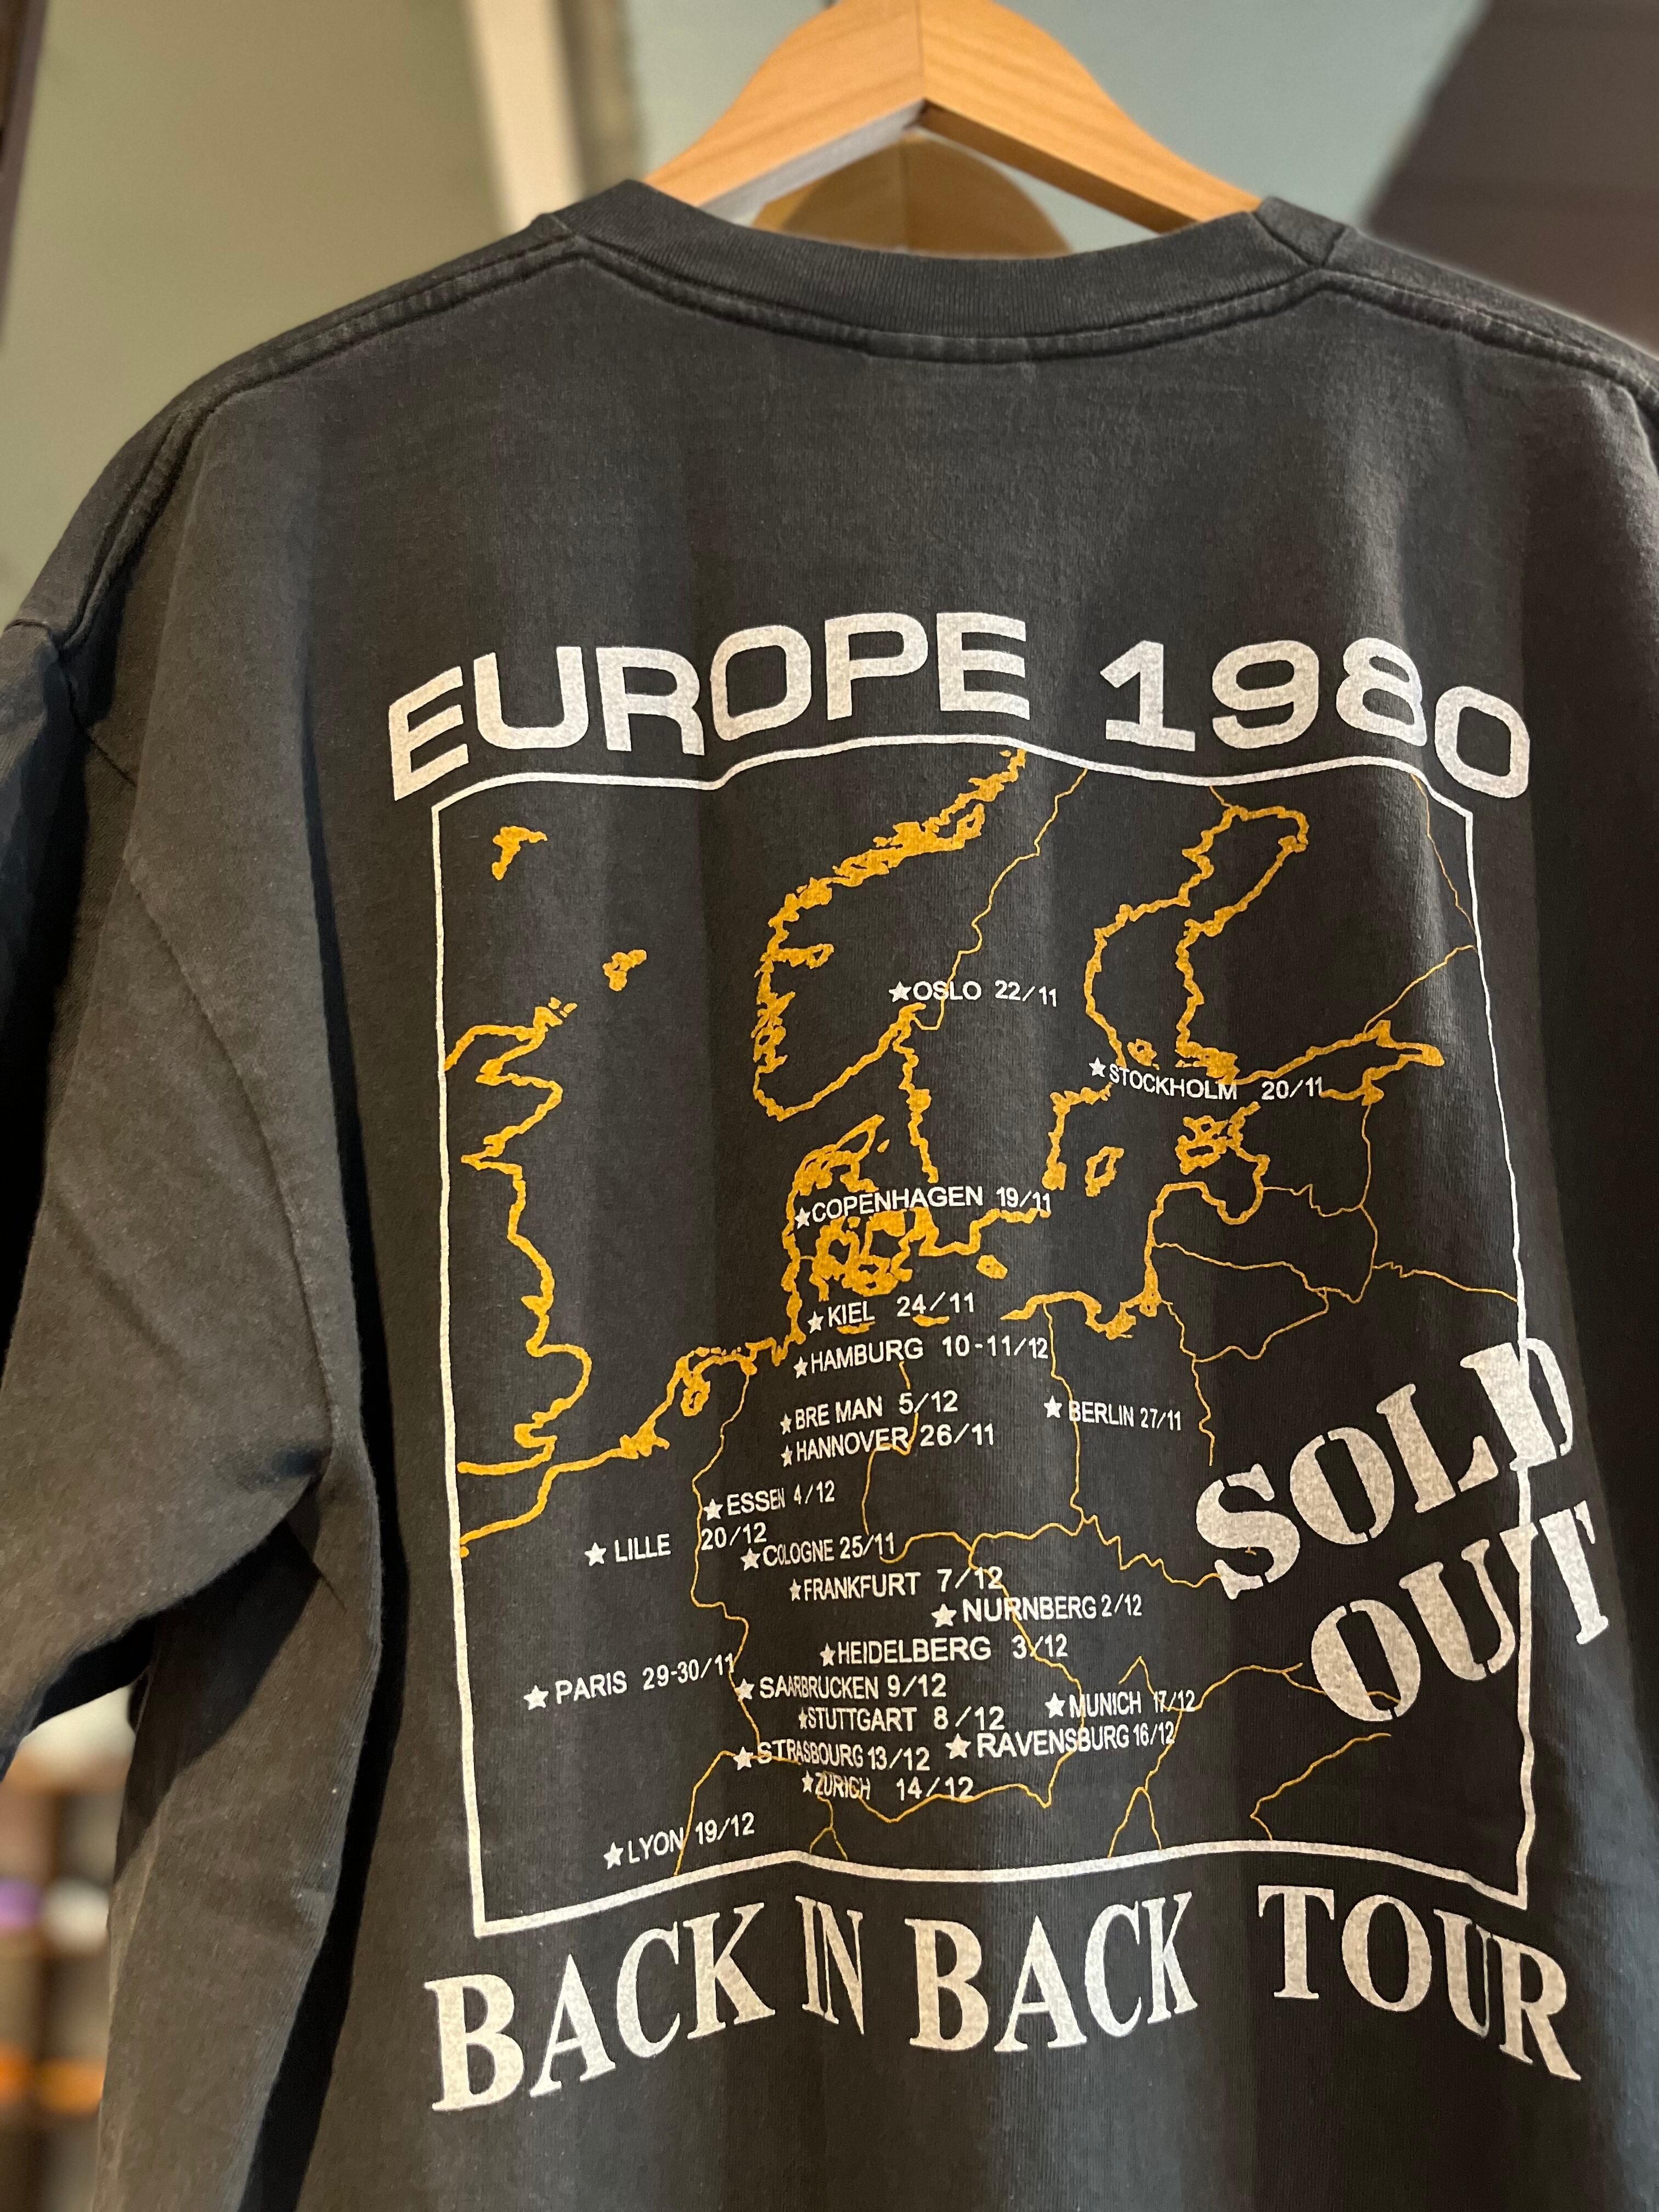 EUROPE 1980
★OSLO 22/11
★STOCKHOLM 20/11
★COPENHAGEN 19/11
★KIEL 24/11
★HAMBURG 10-11/12
★BRE MAN 5/12
★BERLIN 27/11
★HANNOVER 26/11
★ESSEN 4/12
★LILLE 20/12
★COLOGNE 25/11
★FRANKFURT 7/12
★NURNBERG 2/12
★HEIDELBERG 3/12
★PARIS 29-30/11
★SAARBRUCKEN 9/12
★MUNICH 17/12
★STUTTGART 8/12
★RAVENSBURG 16/12
★STRASBOURG 13/12
★ZURICH 14/12
★LYON 19/12
SOLD
OUT
BACK IN BACK TOUR